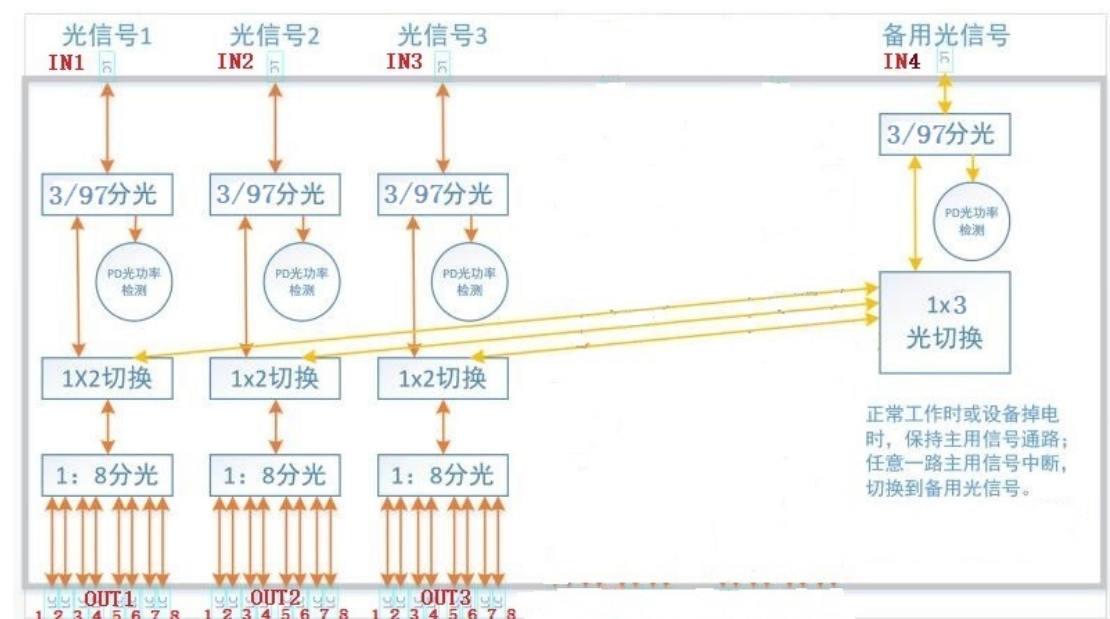 光信号1 光信号2 光信号3 备用光信号
IN1 LC IN2 LC IN3 LC IN4 LC
3/97分光
3/97分光 3/97分光 3/97分光
PD光功率
检测
PD光功率 PD光功率 PD光功率
检测 检测 检测
1x3
光切换
1X2切换 1x2切换 1x2切换
正常工作时或设备掉电
时，保持主用信号通路；
任意一路主用信号中断，
切换到备用光信号。
1：8分光 1：8分光 1：8分光
OUT1 OUT2 OUT3
1 2 3 4 5 6 7 8 1 2 3 4 5 6 7 8 1 2 3 4 5 6 7 8